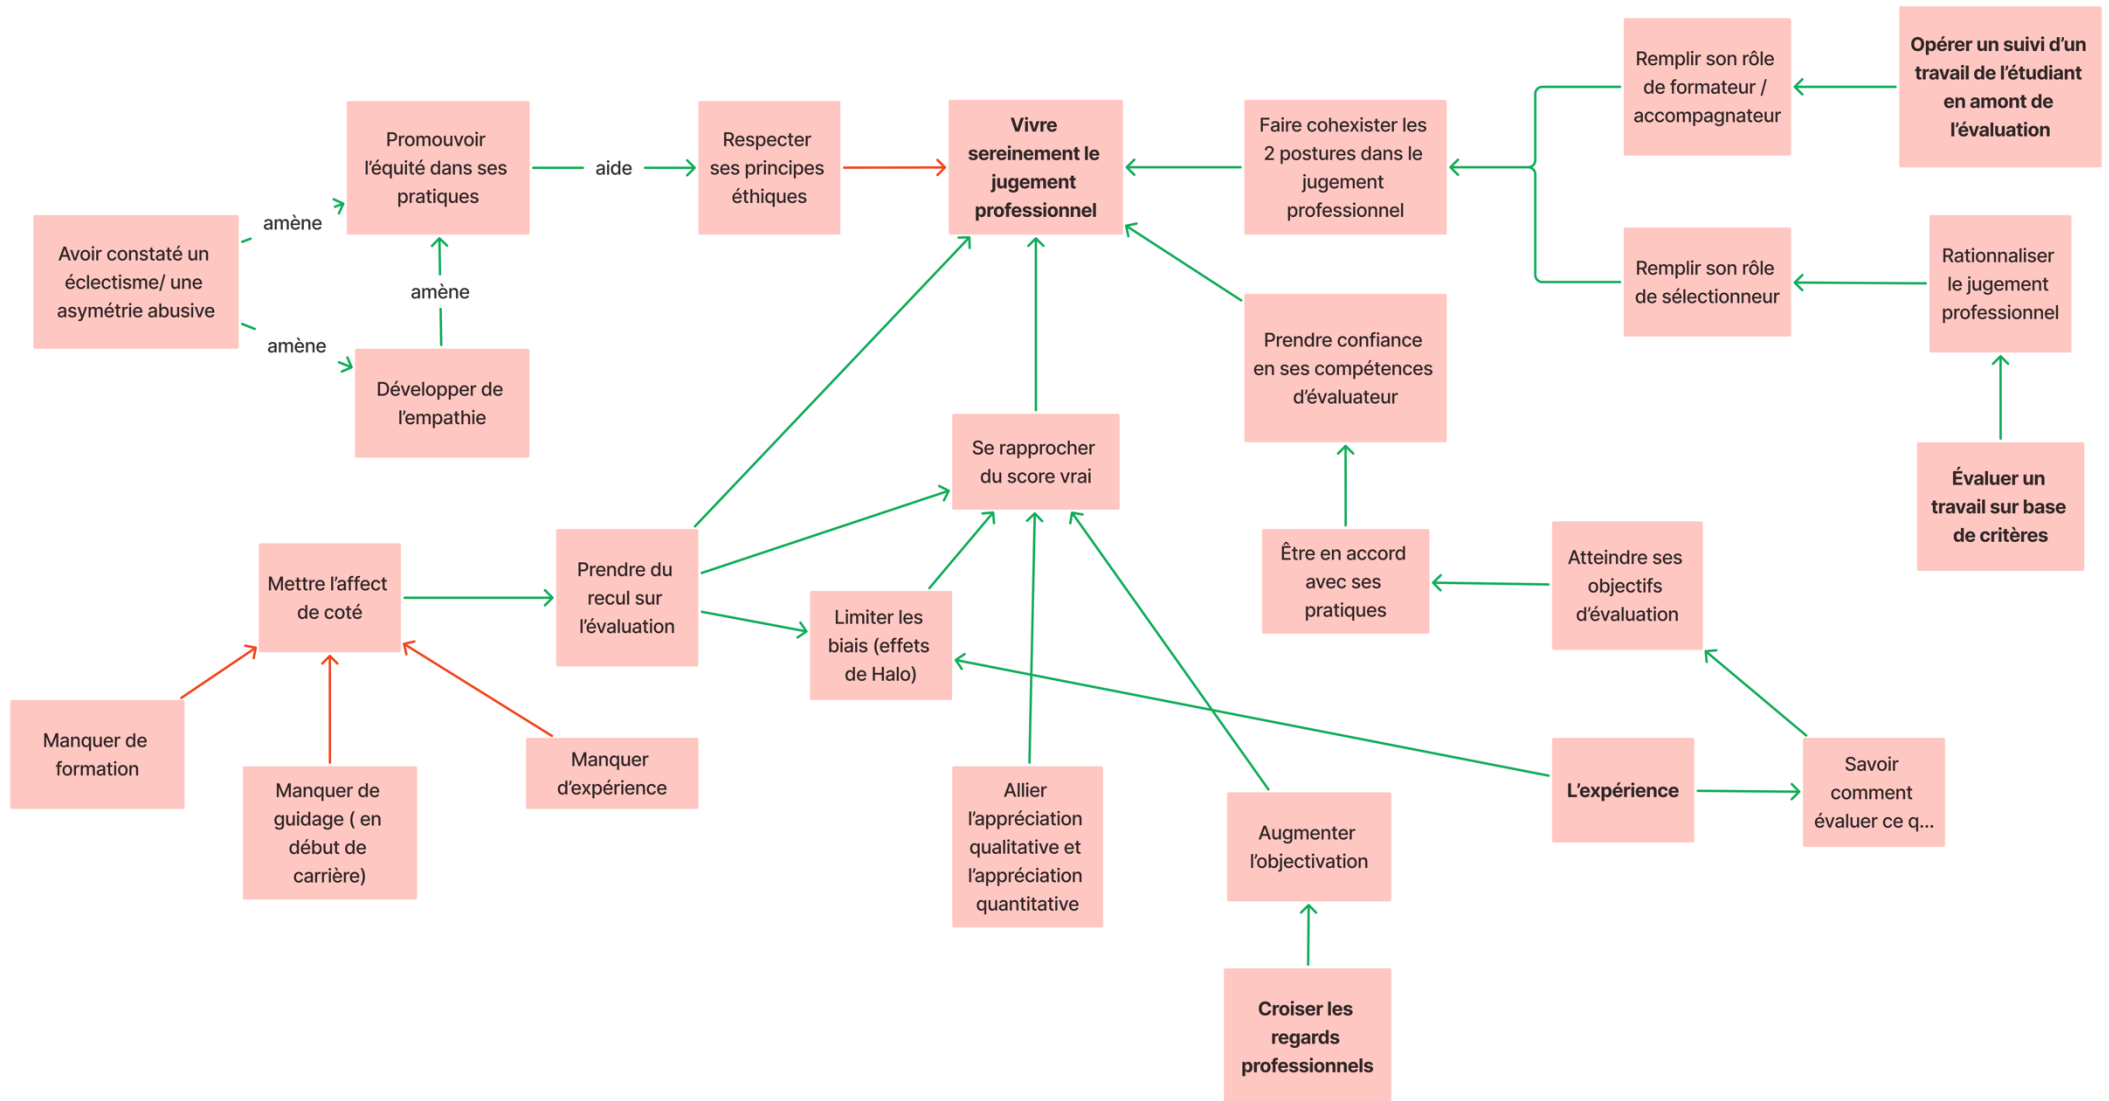 Promouvoir
l’équité dans ses
pratiques
aide
Respecter
ses principes
éthiques
Vivre
sereinement le
jugement
professionnel
Faire cohexister les
2 postures dans le
jugement
professionnel
Remplir son rôle
de formateur /
accompagnateur
Opérer un suivi d’un
travail de l’étudiant
en amont de
l’évaluation
Avoir constaté un
éclectisme/ une
asymétrie abusive
amène
amène
amène
Développer de
l’empathie
Remplir son rôle
de sélectionneur
Rationnaliser
le jugement
professionnel
Prendre confiance
en ses compétences
d’évaluateur
Se rapprocher
du score vrai
Évaluer un
travail sur base
de critères
Mettre l’affect
de coté
Prendre du
recul sur
l’évaluation
Limiter les
biais (effets
de Halo)
Être en accord
avec ses
pratiques
Atteindre ses
objectifs
d’évaluation
Manquer de
formation
Manquer de
guidage ( en
début de
carrière)
Manquer
d’expérience
Allier
l’appréciation
qualitative et
l’appréciation
quantitative
Augmenter
l’objectivation
L’expérience
Savoir
comment
évaluer ce q...
Croiser les
regards
professionnels